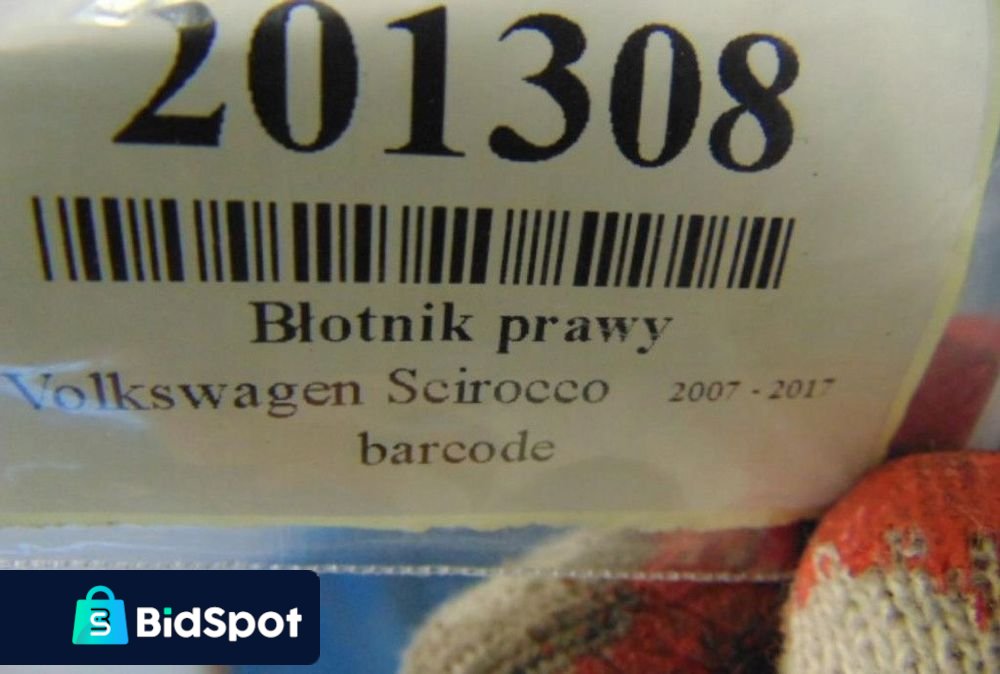 201308
Błotnik prawy
Volkswagen Scirocco 2007 - 2017
barcode
BidSpot